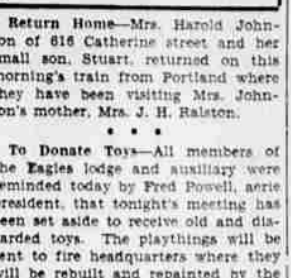 Return Home—Mrs. Harold John-
on of 616 Catherine street and her
mall son, Stuart, returned on this
orning's train from Portland where
hey have been visiting Mrs. John-
on's mother, Mrs. J. H. Ralston.
• • •
To Donate Toys—All members of
he Eagles lodge and auxiliary were
eminded today by Fred Powell, aerie
resident, that tonight's meeting has
een set aside to receive old and dis-
arded toys. The playthings will be
ent to fire headquarters where they
will be rebuilt and repainted by the